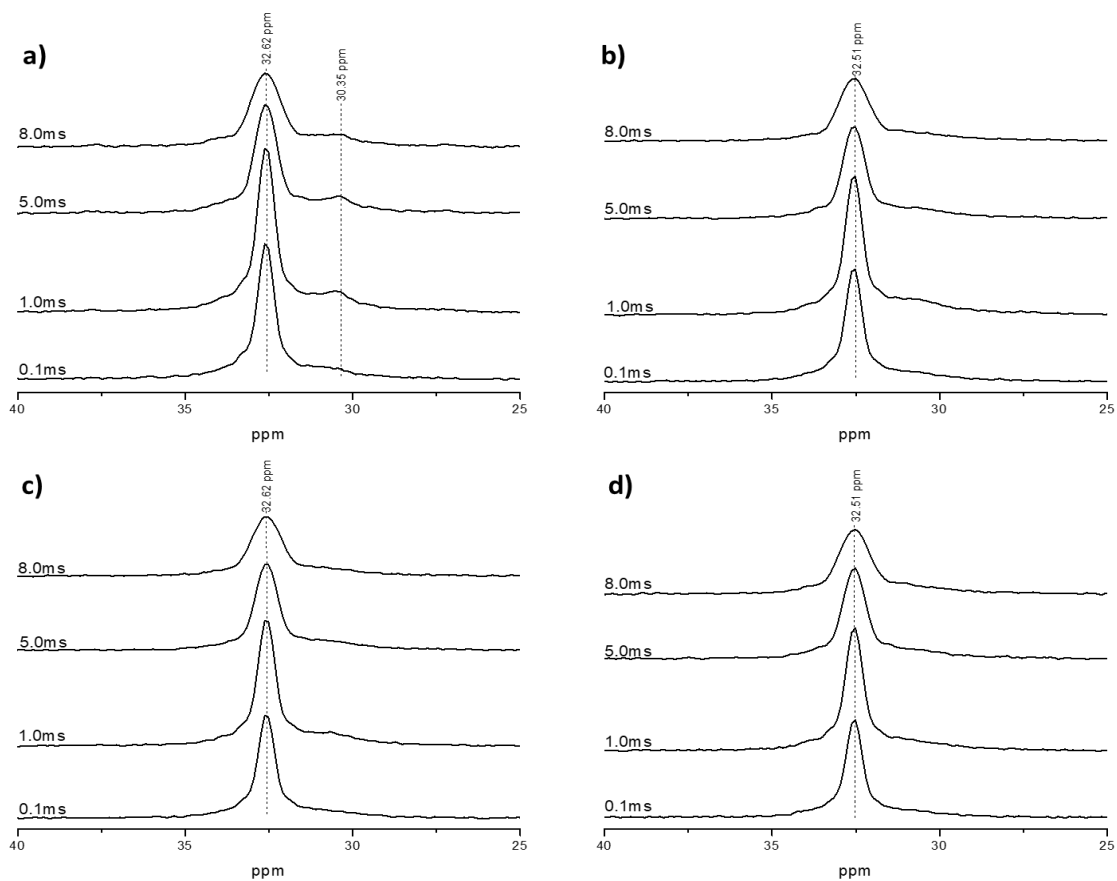 a)
32.62 ppm
30.35 ppm
8.0ms
5.0ms
1.0ms
0.1ms
40 35 30 25
ppm
b)
32.51 ppm
8.0ms
5.0ms
1.0ms
0.1ms
40 35 30 25
ppm
c)
32.62 ppm
8.0ms
5.0ms
1.0ms
0.1ms
40 35 30 25
ppm
d)
32.51 ppm
8.0ms
5.0ms
1.0ms
0.1ms
40 35 30 25
ppm